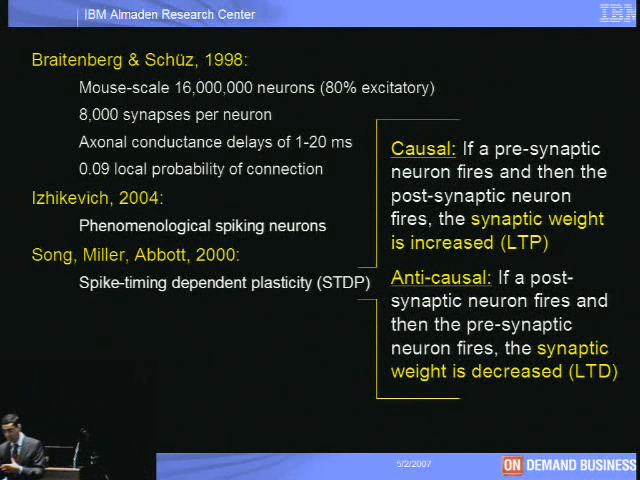 IBM Almaden Research Center
IBM
Braitenberg & Schüz, 1998:
Mouse-scale 16,000,000 neurons (80% excitatory)
8,000 synapses per neuron
Axonal conductance delays of 1-20 ms
0.09 local probability of connection
Izhikevich, 2004:
Phenomenological spiking neurons
Song, Miller, Abbott, 2000:
Spike-timing dependent plasticity (STDP)
Causal: If a pre-synaptic
neuron fires and then the
post-synaptic neuron
fires, the synaptic weight
is increased (LTP)
Anti-causal: If a post-
synaptic neuron fires and
then the pre-synaptic
neuron fires, the synaptic
weight is decreased (LTD)
5/2/2007
ON DEMAND BUSINESS